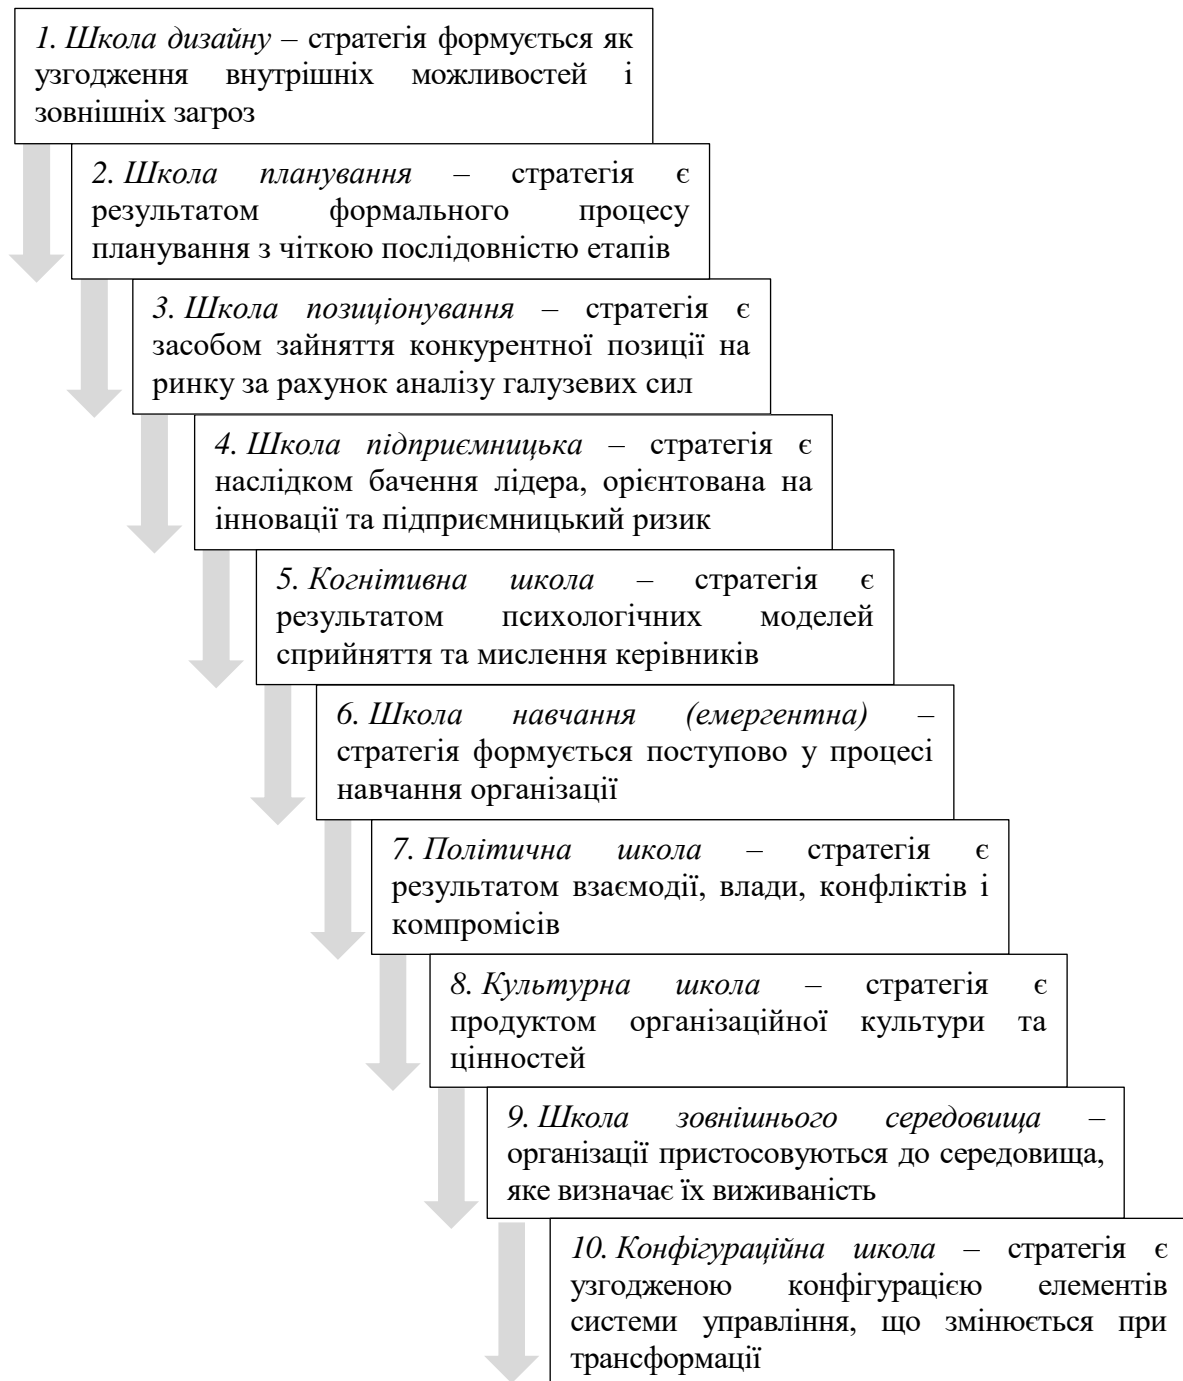 1. Школа дизайну – стратегія формується як
узгодження внутрішніх можливостей і
зовнішніх загроз
2. Школа планування – стратегія є
результатом формального процесу
планування з чіткою послідовністю етапів
3. Школа позиціонування – стратегія є
засобом зайняття конкурентної позиції на
ринку за рахунок аналізу галузевих сил
4. Школа підприємницька – стратегія є
наслідком бачення лідера, орієнтована на
інновації та підприємницький ризик
5. Когнітивна школа – стратегія є
результатом психологічних моделей
сприйняття та мислення керівників
6. Школа навчання (емергентна) –
стратегія формується поступово у процесі
навчання організації
7. Політична школа – стратегія є
результатом взаємодії, влади, конфліктів і
компромісів
8. Культурна школа – стратегія є
продуктом організаційної культури та
цінностей
9. Школа зовнішнього середовища –
організації пристосовуються до середовища,
яке визначає їх виживаність
10. Конфігураційна школа – стратегія є
узгодженою конфігурацією елементів
системи управління, що змінюється при
трансформації